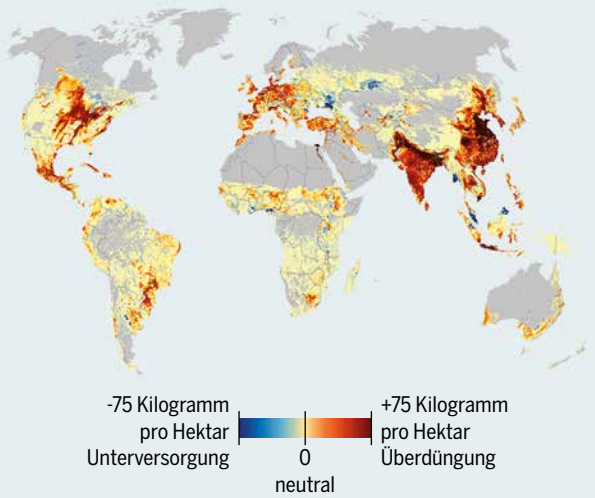 -75 Kilogramm
pro Hektar
Unterversorgung
0
neutral
+75 Kilogramm
pro Hektar
Überdüngung